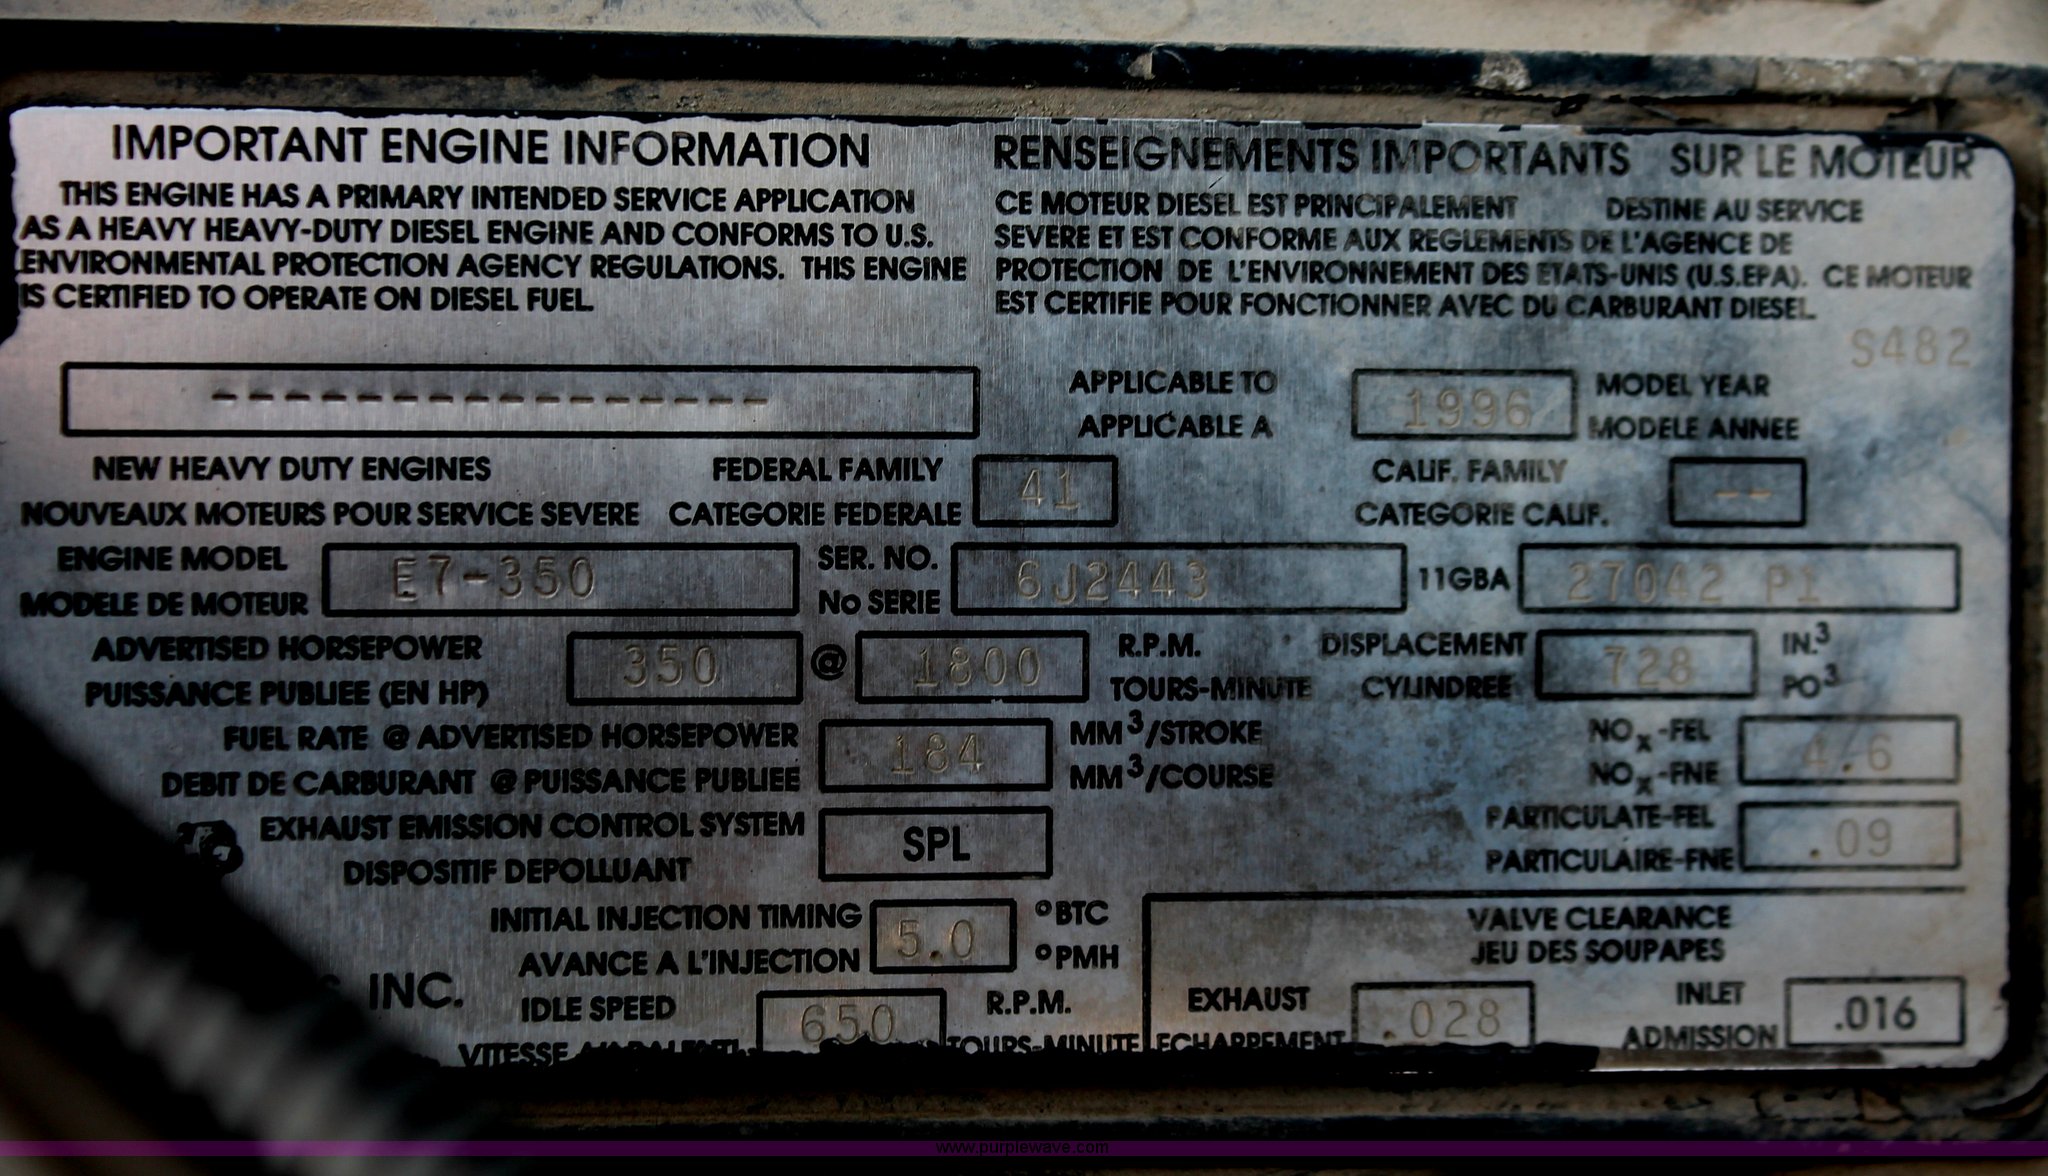 IMPORTANT ENGINE INFORMATION
THIS ENGINE HAS A PRIMARY INTENDED SERVICE APPLICATION
AS A HEAVY HEAVY-DUTY DIESEL ENGINE AND CONFORMS TO U.S.
ENVIRONMENTAL PROTECTION AGENCY REGULATIONS. THIS ENGINE
IS CERTIFIED TO OPERATE ON DIESEL FUEL.
RENSEIGNEMENTS IMPORTANTS SUR LE MOTEUR
CE MOTEUR DIESEL EST PRINCIPALEMENT DESTINE AU SERVICE
SEVERE ET EST CONFORME AUX REGLEMENTS DE L'AGENCE DE
PROTECTION DE L'ENVIRONNEMENT DES ETATS-UNIS (U.S.EPA). CE MOTEUR
EST CERTIFIE POUR FONCTIONNER AVEC DU CARBURANT DIESEL.
S482
-----------------
APPLICABLE TO 1996 MODEL YEAR
APPLICABLE A MODELE ANNEE
NEW HEAVY DUTY ENGINES FEDERAL FAMILY 41 CALIF. FAMILY --
NOUVEAUX MOTEURS POUR SERVICE SEVERE CATEGORIE FEDERALE CATEGORIE CALIF.
ENGINE MODEL E7-350 SER. NO. 6J2443 11GBA 27042 P1
MODELE DE MOTEUR No SERIE
ADVERTISED HORSEPOWER 350 @ 1800 R.P.M. DISPLACEMENT 728 IN.3
PUISSANCE PUBLIEE (EN HP) TOURS-MINUTE CYLINDREE PO3
FUEL RATE @ ADVERTISED HORSEPOWER 184 MM3/STROKE NOx-FEL 4.6
DEBIT DE CARBURANT @ PUISSANCE PUBLIEE MM3/COURSE NOx-FNE
EXHAUST EMISSION CONTROL SYSTEM SPL PARTICULATE-FEL .09
DISPOSITIF DEPOLLUANT PARTICULAIRE-FNE
INITIAL INJECTION TIMING 5.0 °BTC VALVE CLEARANCE
AVANCE A L'INJECTION °PMH JEU DES SOUPAPES
INC. IDLE SPEED 650 R.P.M. EXHAUST .028 INLET .016
VITESSE TOURS-MINUTE ECHAPPEMENT ADMISSION
www.purplewave.com